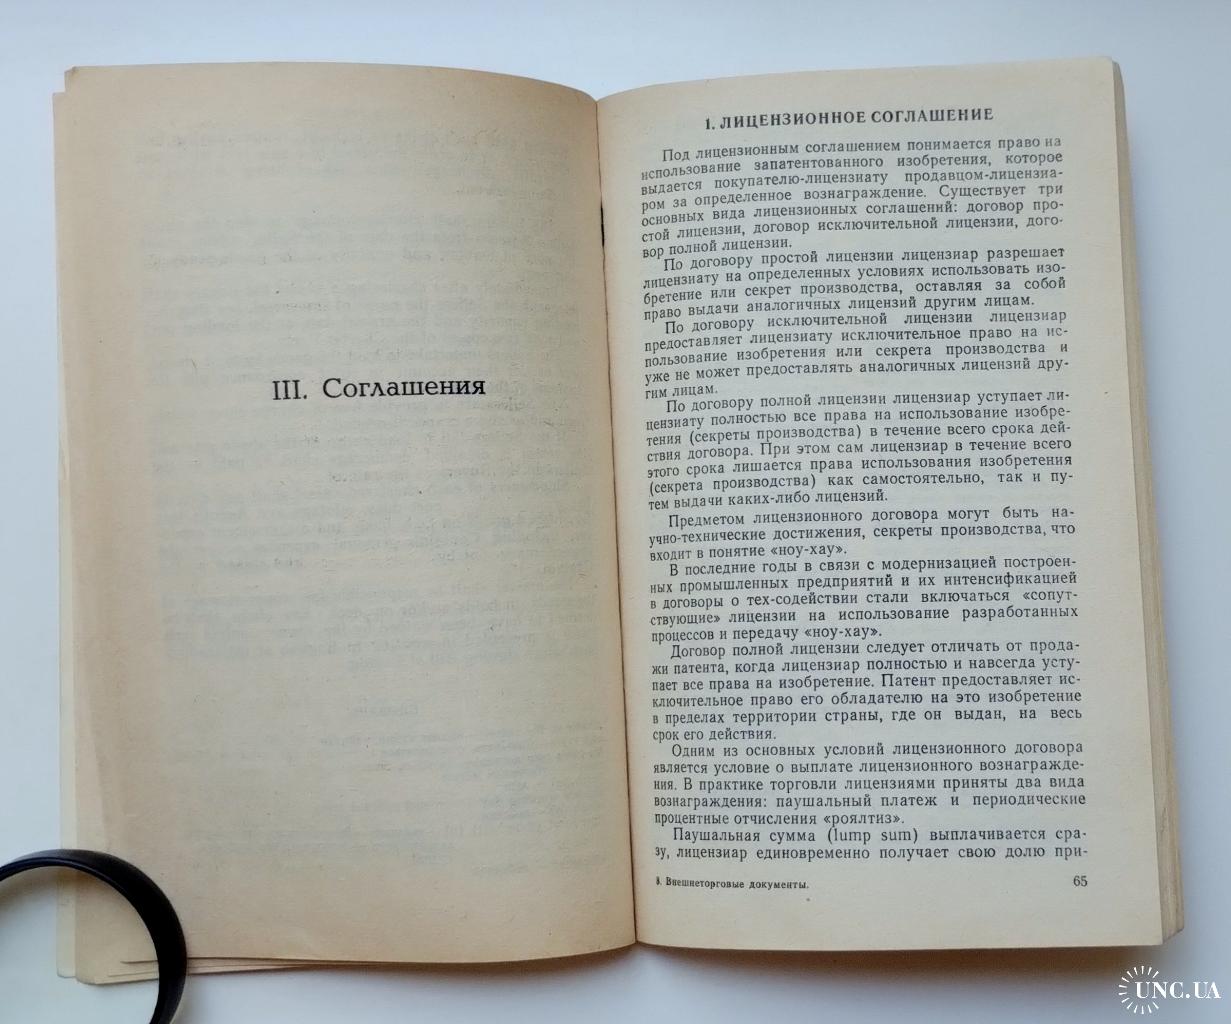 III. Соглашения
1. ЛИЦЕНЗИОННОЕ СОГЛАШЕНИЕ
Под лицензионным соглашением понимается право на
использование запатентованного изобретения, которое
выдается покупателю-лицензиату продавцом-лицензиа-
ром за определенное вознаграждение. Существует три
основных вида лицензионных соглашений: договор про-
стой лицензии, договор исключительной лицензии, дого-
вор полной лицензии.
По договору простой лицензии лицензиар разрешает
лицензиату на определенных условиях использовать изо-
бретение или секрет производства, оставляя за собой
право выдачи аналогичных лицензий другим лицам.
По договору исключительной лицензии лицензиар
предоставляет лицензиату исключительное право на ис-
пользование изобретения или секрета производства и
уже не может предоставлять аналогичных лицензий дру-
гим лицам.
По договору полной лицензии лицензиар уступает ли-
цензиату полностью все права на использование изобре-
тения (секреты производства) в течение всего срока дей-
ствия договора. При этом сам лицензиар в течение всего
этого срока лишается права использования изобретения
(секрета производства) как самостоятельно, так и пу-
тем выдачи каких-либо лицензий.
Предметом лицензионного договора могут быть на-
учно-технические достижения, секреты производства, что
входит в понятие «ноу-хау».
В последние годы в связи с модернизацией построен-
ных промышленных предприятий и их интенсификацией
в договоры о тех-содействии стали включаться «сопут-
ствующие» лицензии на использование разработанных
процессов и передачу «ноу-хау».
Договор полной лицензии следует отличать от прода-
жи патента, когда лицензиар полностью и навсегда усту-
пает все права на изобретение. Патент предоставляет ис-
ключительное право его обладателю на это изобретение
в пределах территории страны, где он выдан, на весь
срок его действия.
Одним из основных условий лицензионного договора
является условие о выплате лицензионного вознагражде-
ния. В практике торговли лицензиями приняты два вида
вознаграждения: паушальный платеж и периодические
процентные отчисления «роялтиз».
Паушальная сумма (lump sum) выплачивается сра-
зу, лицензиар единовременно получает свою долю при-
3. Внешнеторговые документы.
65
UNC.UA